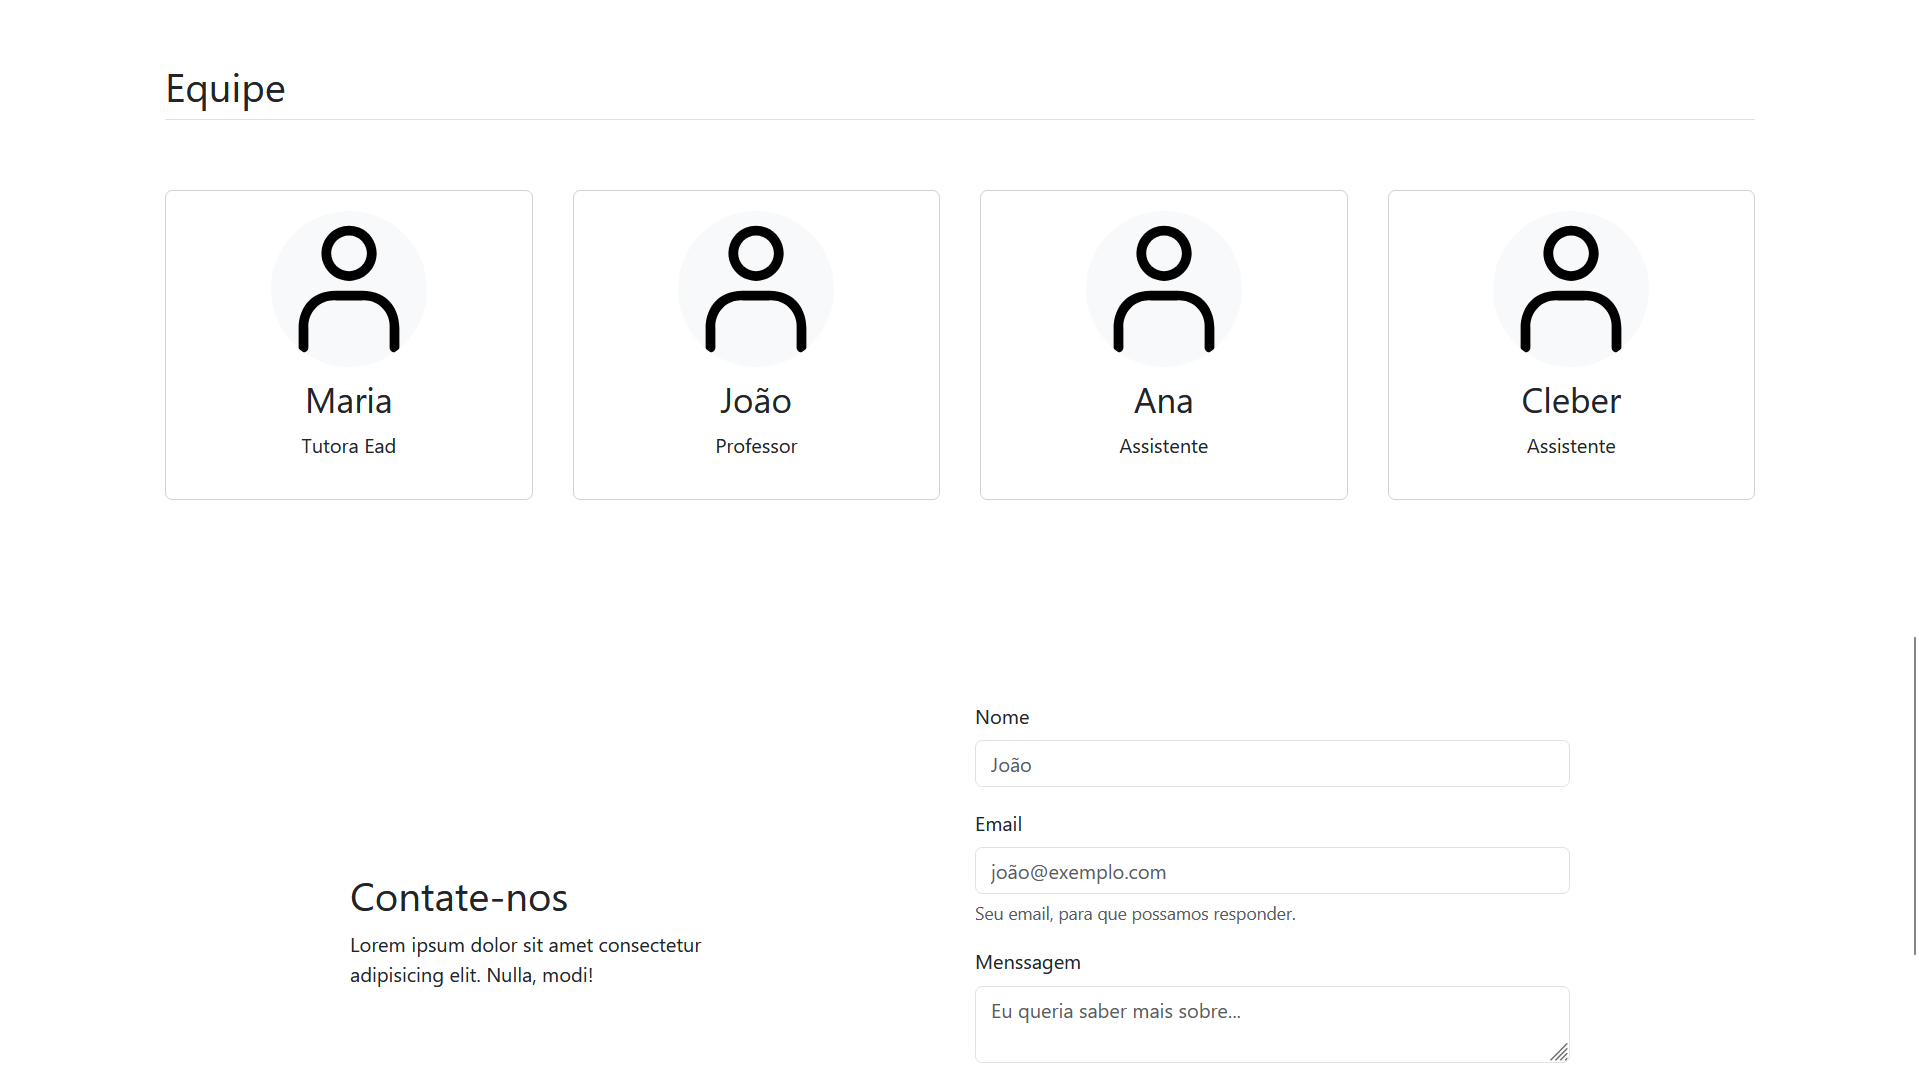 Equipe
Maria
Tutora Ead
João
Professor
Ana
Assistente
Cleber
Assistente
Contate-nos
Lorem ipsum dolor sit amet consectetur
adipisicing elit. Nulla, modi!
Nome
João
Email
joão@exemplo.com
Seu email, para que possamos responder.
Menssagem
Eu queria saber mais sobre...